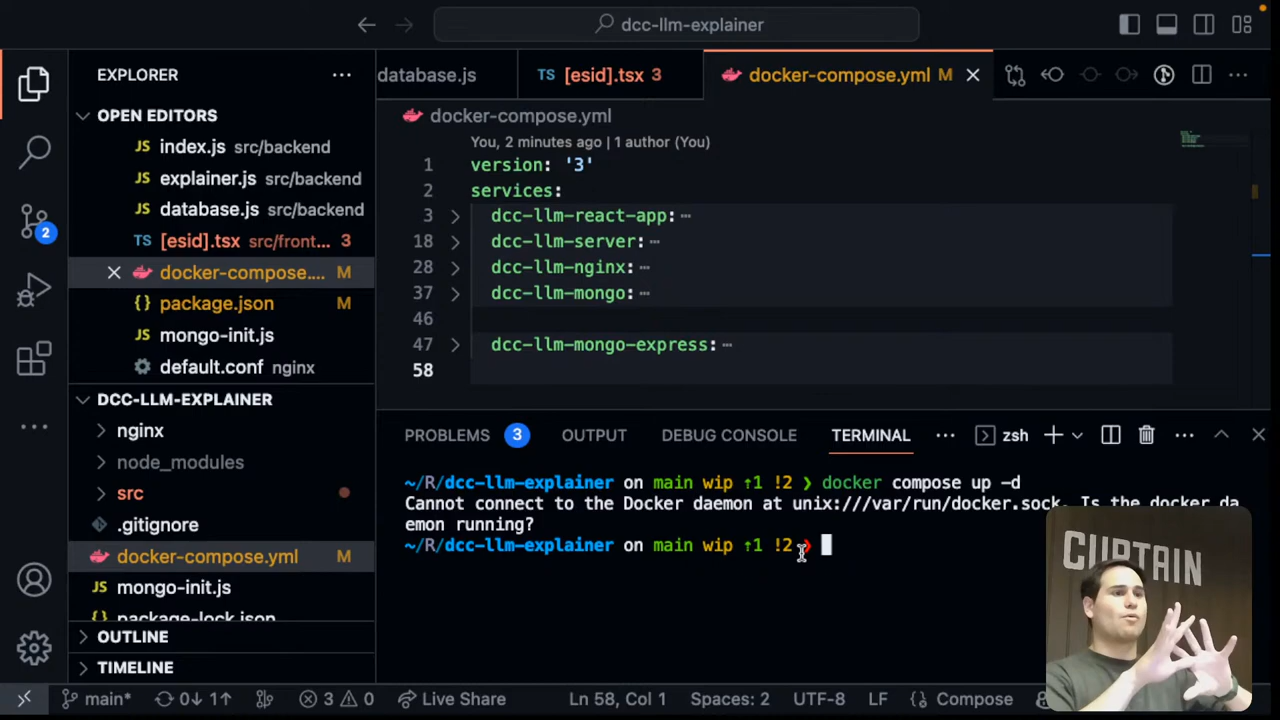 dcc-llm-explainer
EXPLORER
OPEN EDITORS
JS index.js src/backend
JS explainer.js src/backend
JS database.js src/backend
TS [esid].tsx src/front... 3
docker-compose.... M
{} package.json M
JS mongo-init.js
default.conf nginx
DCC-LLM-EXPLAINER
nginx
node_modules
src
.gitignore
docker-compose.yml M
mongo-init.js
{} package-lock.json
OUTLINE
TIMELINE
2
database.js
TS [esid].tsx 3
docker-compose.yml M
docker-compose.yml
You, 2 minutes ago | 1 author (You)
1 version: '3'
2 services:
3 dcc-llm-react-app: ...
18 dcc-llm-server: ...
28 dcc-llm-nginx: ...
37 dcc-llm-mongo: ...
46
47 dcc-llm-mongo-express: ...
58
PROBLEMS 3 OUTPUT DEBUG CONSOLE TERMINAL ... zsh
~/R/dcc-llm-explainer on main wip ↑1 !2 ❯ docker compose up -d
Cannot connect to the Docker daemon at unix:///var/run/docker.sock. Is the docker da
emon running?
~/R/dcc-llm-explainer on main wip ↑1 !2 ❯
CURTAIN
main* 0↓ 1↑ 3 0 Live Share Ln 58, Col 1 Spaces: 2 UTF-8 LF {} Compose